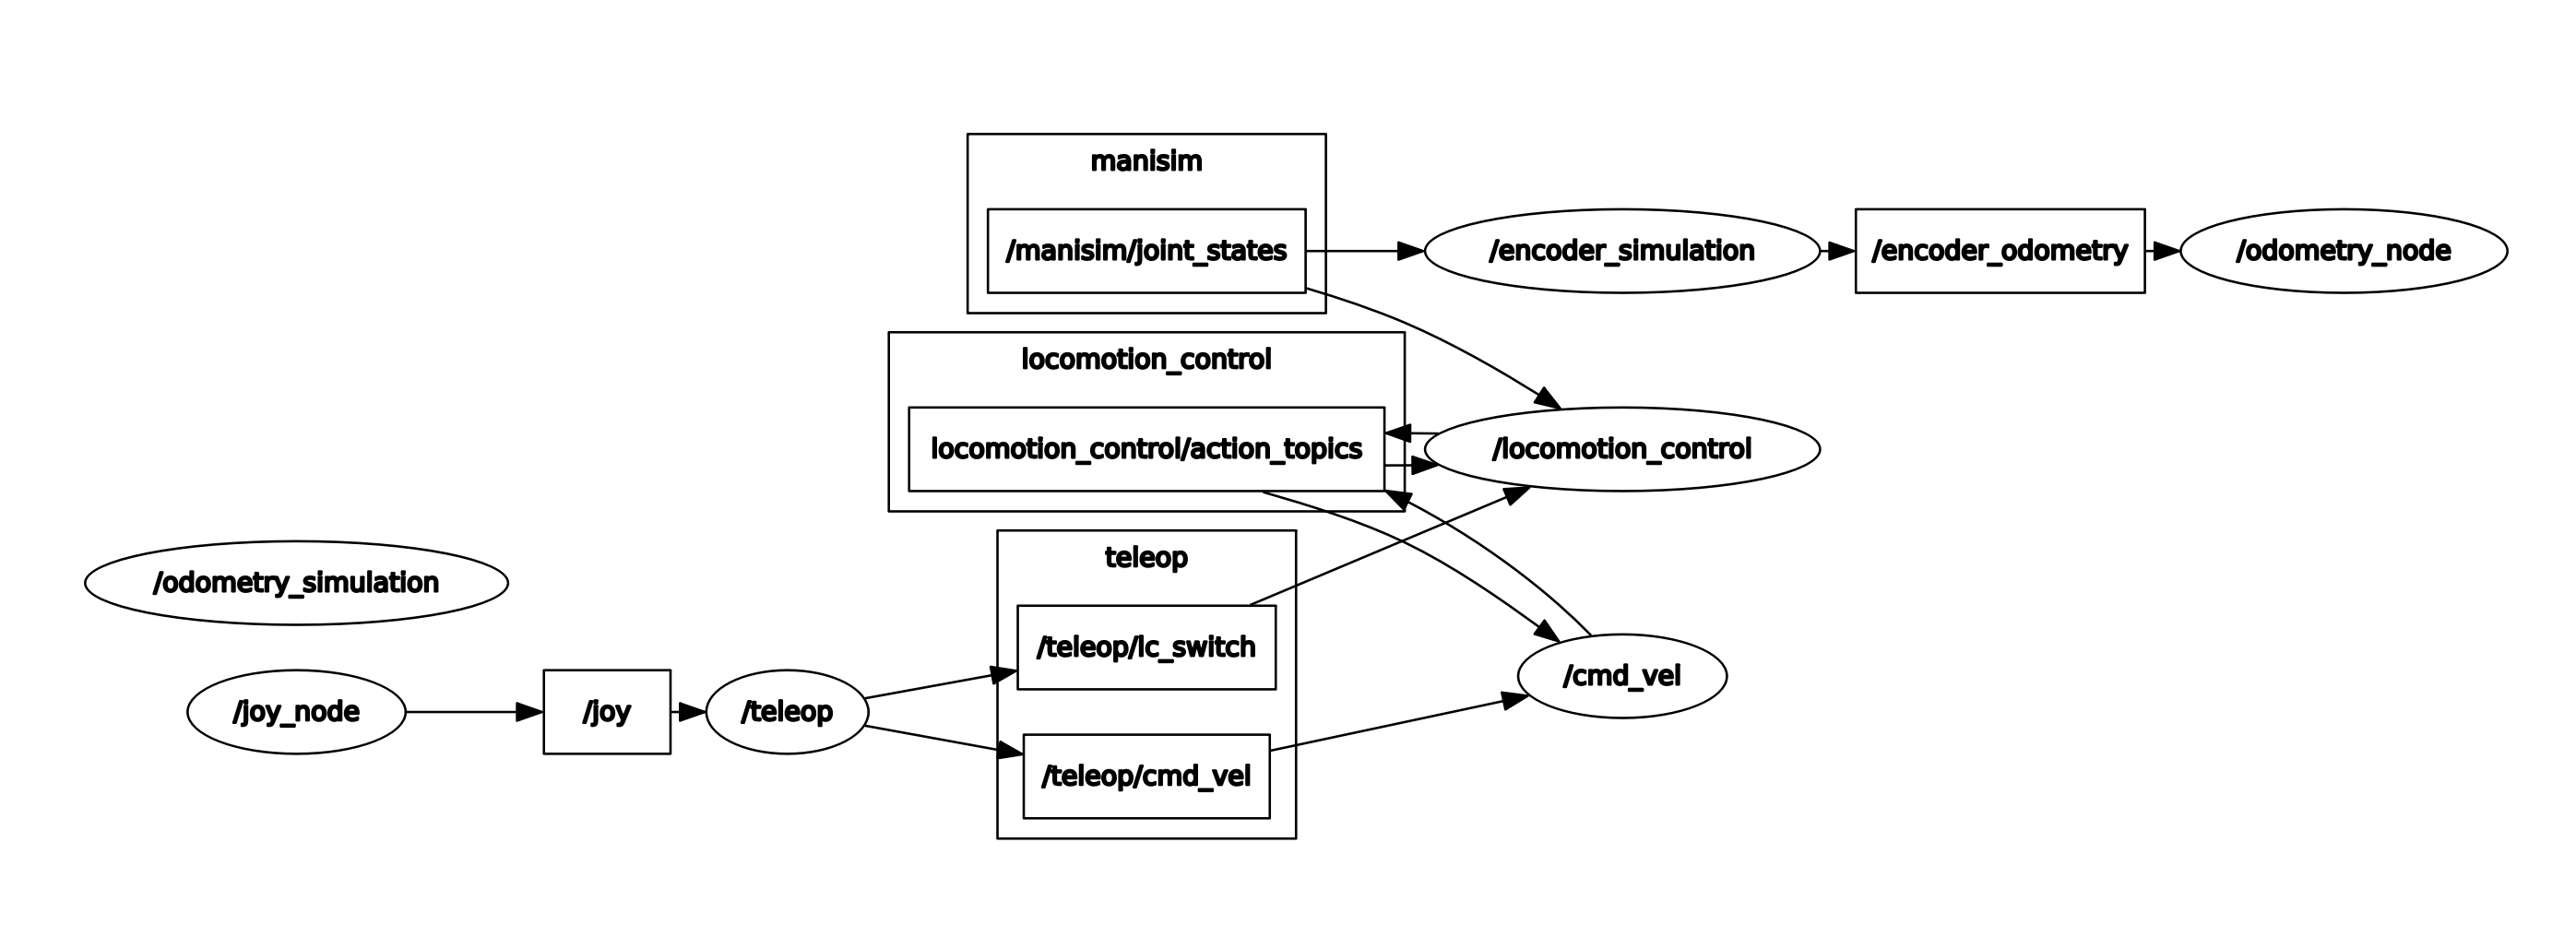 manisim
/manisim/joint_states
/encoder_simulation
/encoder_odometry
/odometry_node
locomotion_control
locomotion_control/action_topics
/locomotion_control
teleop
/odometry_simulation
/teleop/lc_switch
/cmd_vel
/joy_node
/joy
/teleop
/teleop/cmd_vel